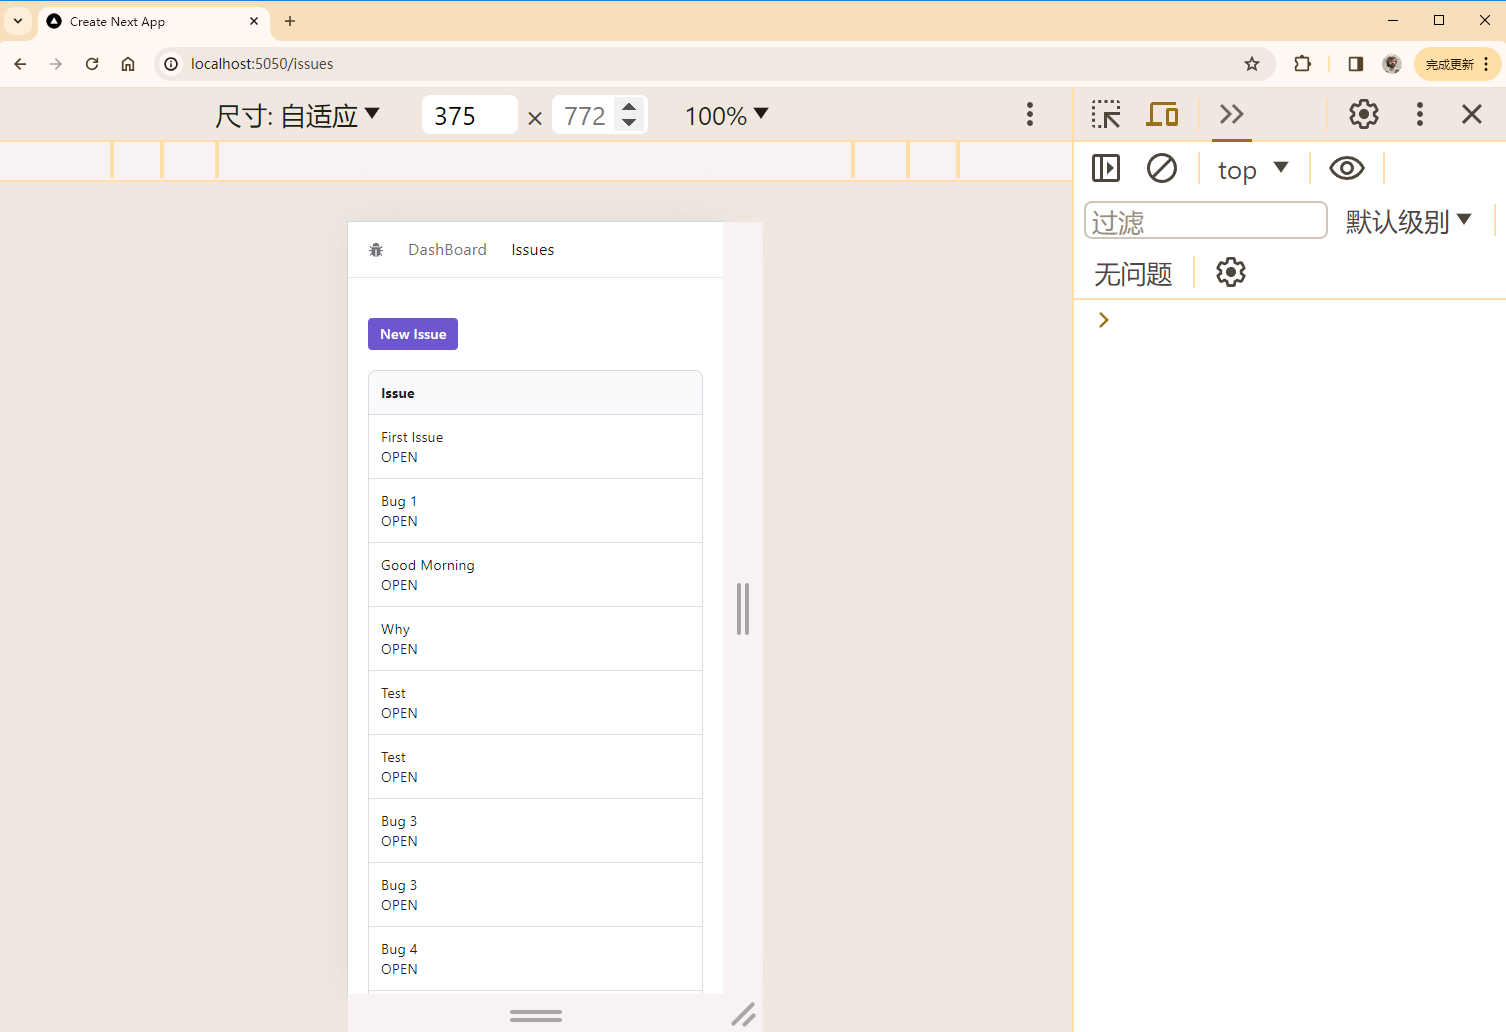 Create Next App
localhost:5050/issues
完成更新
尺寸: 自适应 375 × 772 100%
top
过滤 默认级别
无问题
DashBoard Issues
New Issue
Issue
First Issue
OPEN
Bug 1
OPEN
Good Morning
OPEN
Why
OPEN
Test
OPEN
Test
OPEN
Bug 3
OPEN
Bug 3
OPEN
Bug 4
OPEN